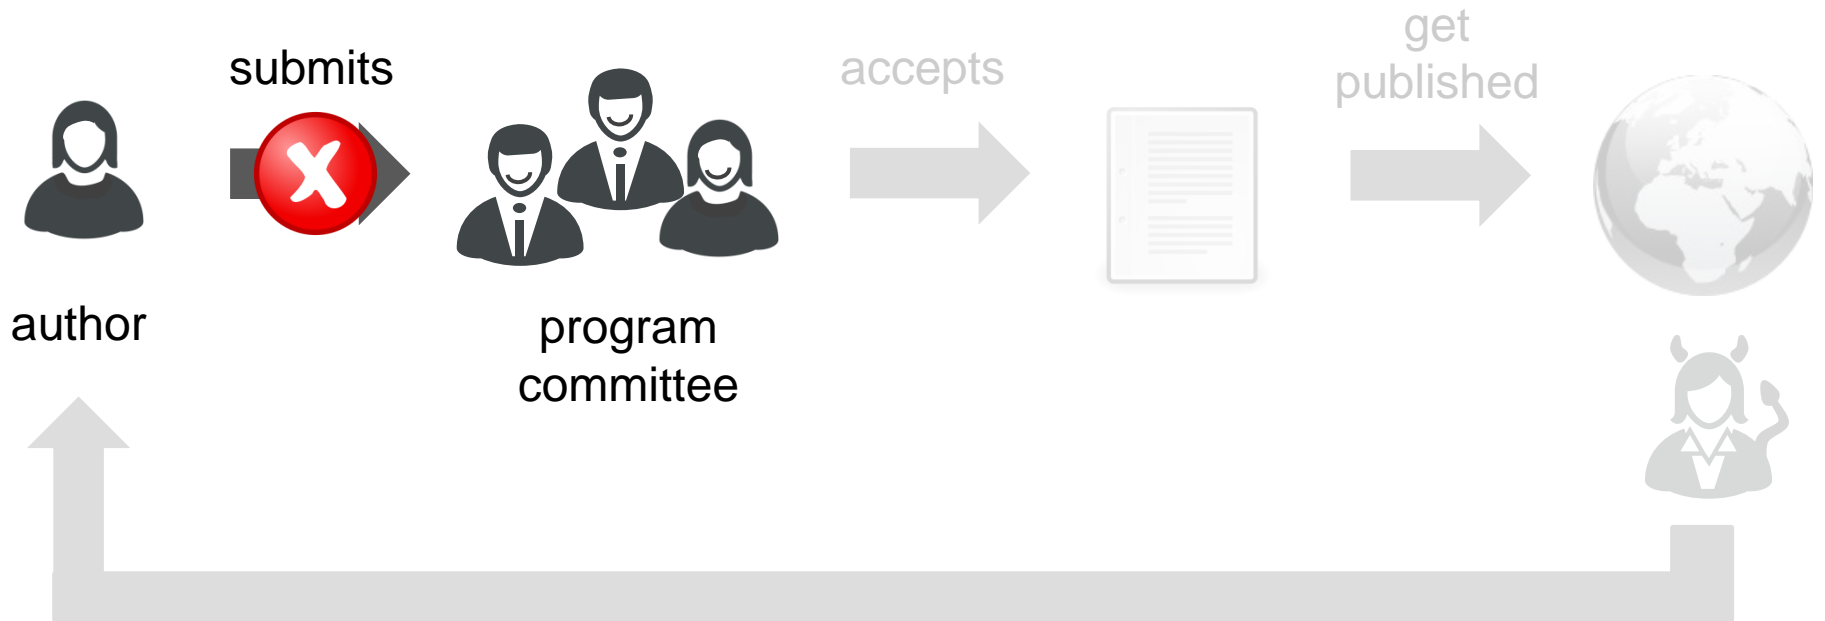 submits
accepts
get
published
author
program
committee